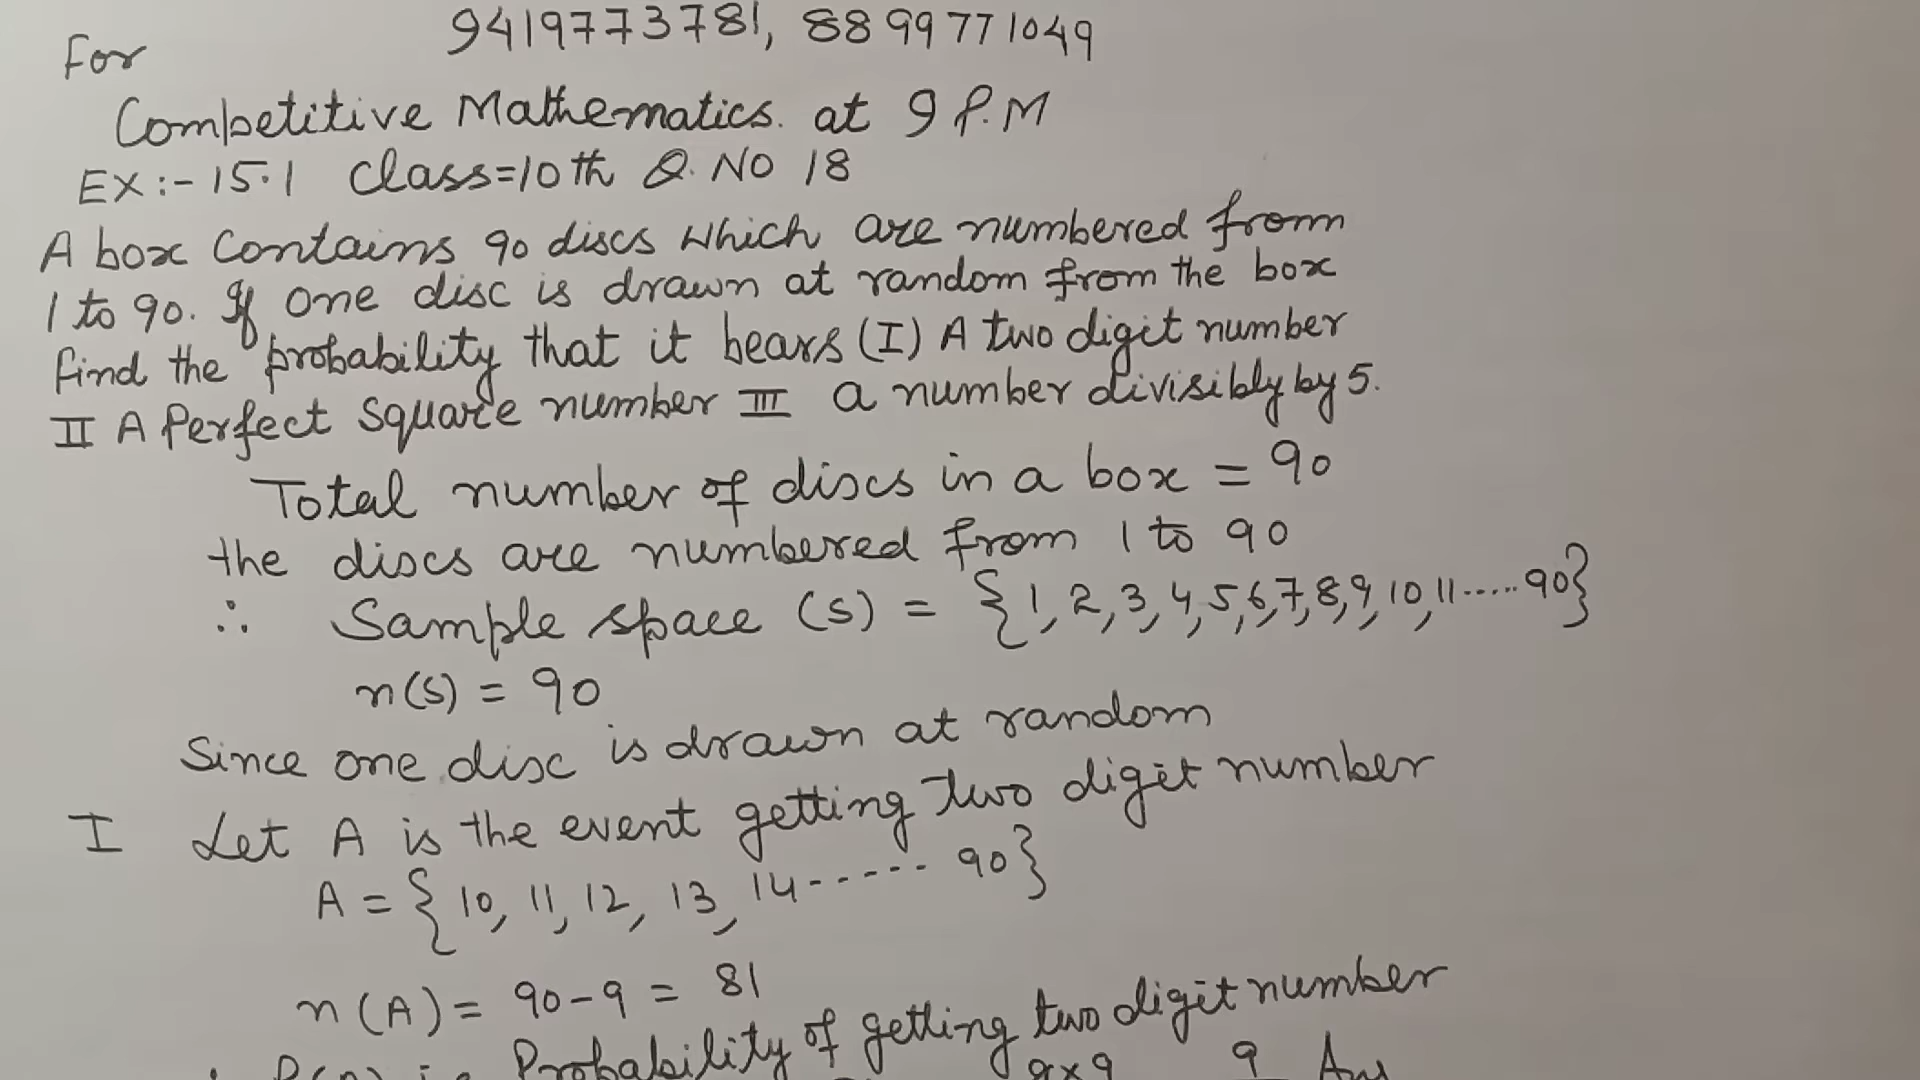 9419773781, 8899771049
For
Competitive Mathematics. at 9 P.M
EX:- 15.1 Class=10th Q. NO 18
A box Contains 90 discs which are numbered from
1 to 90. If one disc is drawn at random from the box
find the probability that it bears (I) A two digit number
II A Perfect Square number III a number divisibly by 5.
Total number of discs in a box = 90
the discs are numbered from 1 to 90
∴ Sample space (S) = {1, 2, 3, 4, 5, 6, 7, 8, 9, 10, 11 ..... 90}
n(S) = 90
Since one disc is drawn at random
I Let A is the event getting two digit number
A = {10, 11, 12, 13, 14 ------ 90}
n(A) = 90-9 = 81
Probability of getting two digit number
9x9 9 Ans